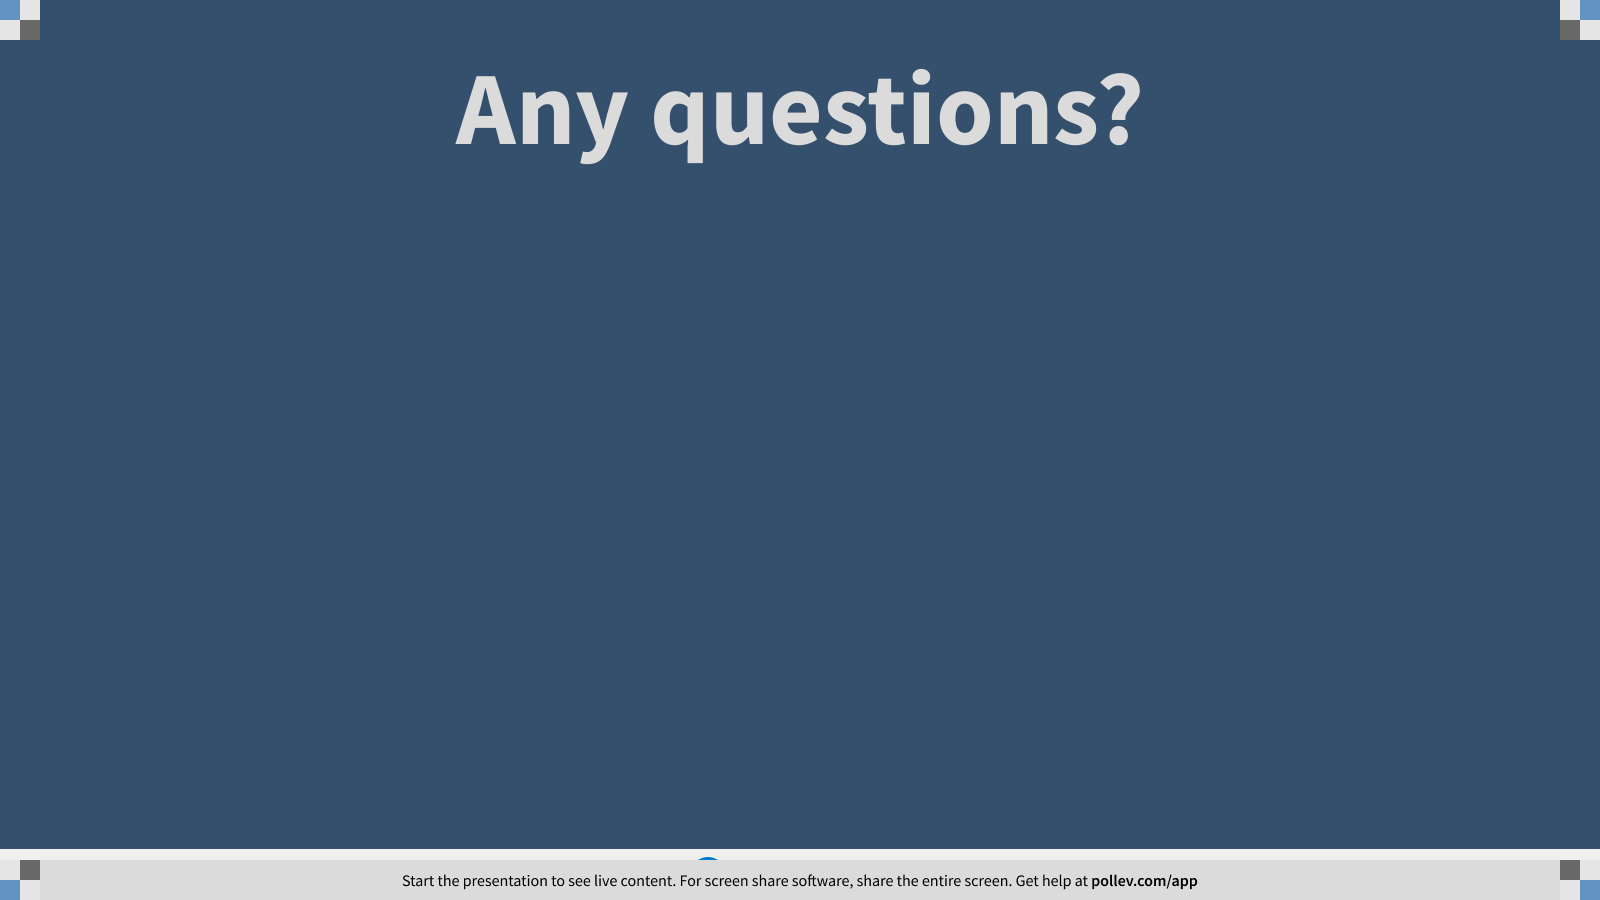 Any questions?
Start the presentation to see live content. For screen share software, share the entire screen. Get help at pollev.com/app